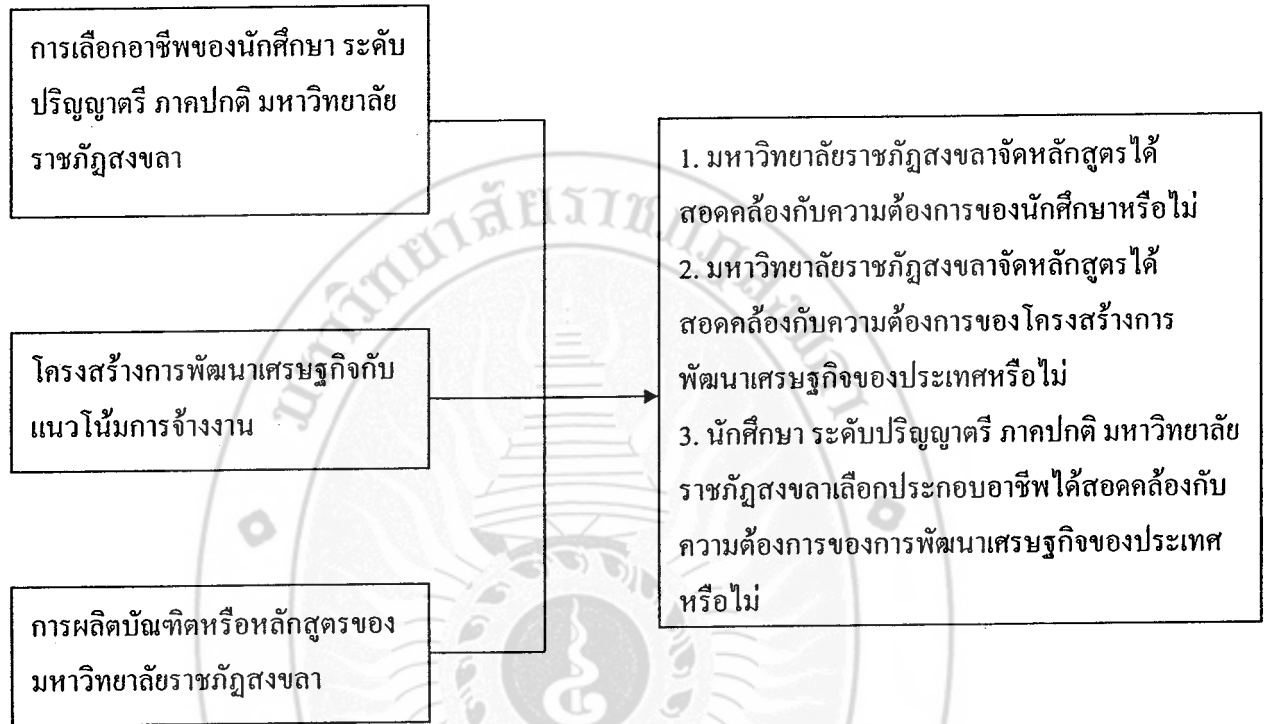 การเลือกอาชีพของนักศึกษา ระดับ
ปริญญาตรี ภาคปกติ มหาวิทยาลัย
ราชภัฏสงขลา
โครงสร้างการพัฒนาเศรษฐกิจกับ
แนวโน้มการจ้างงาน
การผลิตบัณฑิตหรือหลักสูตรของ
มหาวิทยาลัยราชภัฏสงขลา
1. มหาวิทยาลัยราชภัฏสงขลาจัดหลักสูตรได้
สอดคล้องกับความต้องการของนักศึกษาหรือไม่
2. มหาวิทยาลัยราชภัฏสงขลาจัดหลักสูตรได้
สอดคล้องกับความต้องการของโครงสร้างการ
พัฒนาเศรษฐกิจของประเทศหรือไม่
3. นักศึกษา ระดับปริญญาตรี ภาคปกติ มหาวิทยาลัย
ราชภัฏสงขลาเลือกประกอบอาชีพได้สอดคล้องกับ
ความต้องการของการพัฒนาเศรษฐกิจของประเทศ
หรือไม่
มหาวิทยาลัยราชภัฏสงขลา